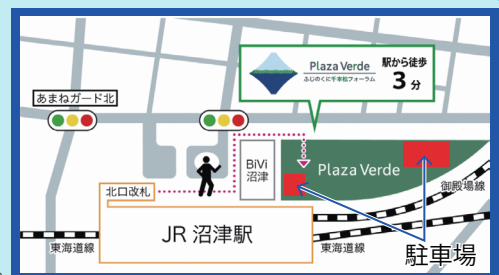 Plaza Verde
ふじのくに千本松フォーラム
駅から徒歩
3分
あまねガード北
BiVi
沼津
Plaza Verde
御殿場線
北口改札
JR 沼津駅
東海道線
東海道線
駐車場